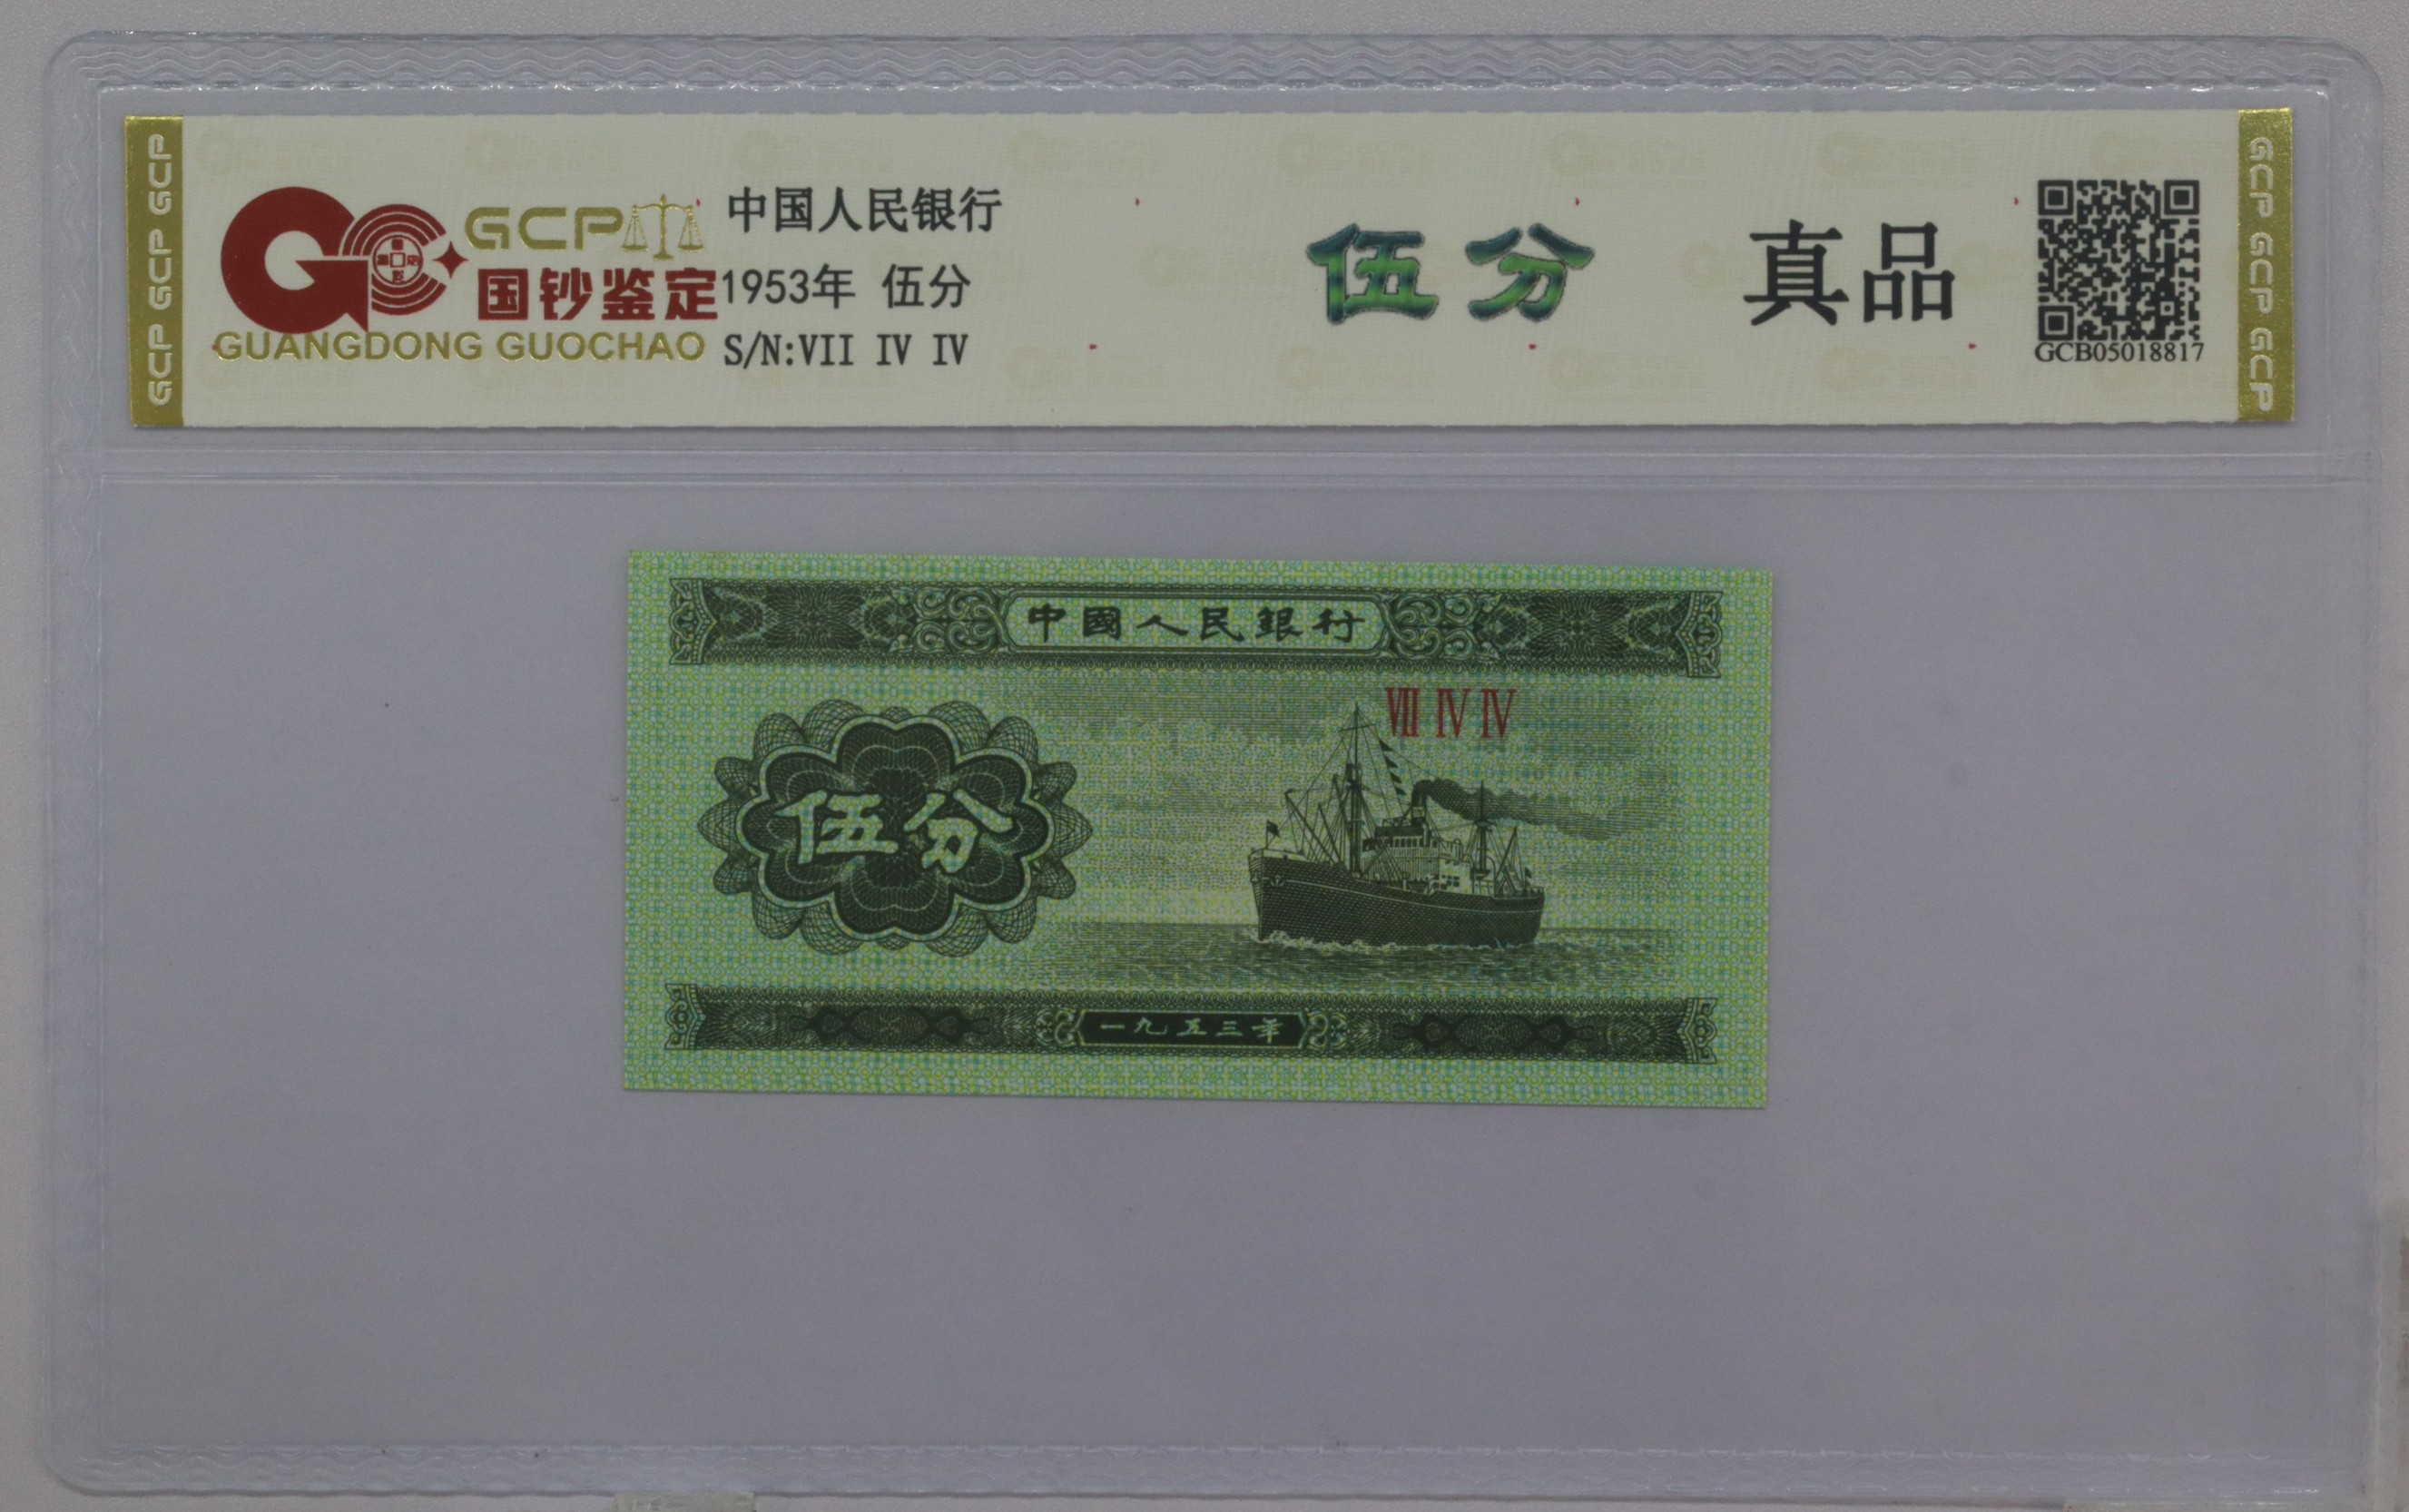 GCP GCP GCP
GCP
国钞鉴定
GUANGDONG GUOCHAO
中国人民银行
1953年 伍分
S/N:VII IV IV
伍分
真品
GCB05018817
GCP GCP GCP
中國人民銀行
VIII IV IV
伍分
一九五三年